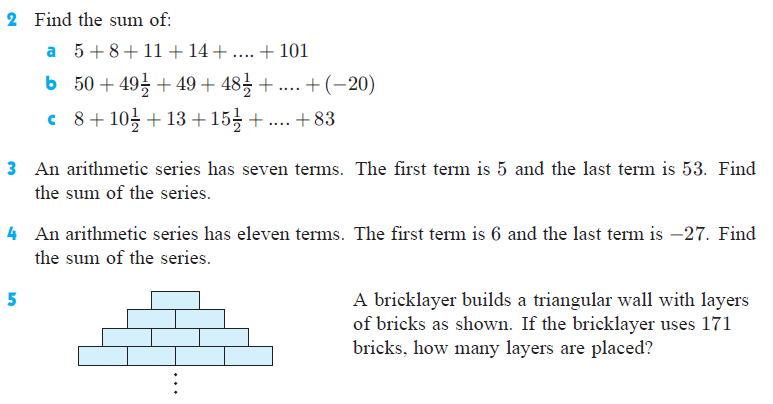 2 Find the sum of:
a 5 + 8 + 11 + 14 + .... + 101
b 50 + 49½ + 49 + 48½ + .... + (−20)
c 8 + 10½ + 13 + 15½ + .... + 83
3 An arithmetic series has seven terms. The first term is 5 and the last term is 53. Find
the sum of the series.
4 An arithmetic series has eleven terms. The first term is 6 and the last term is −27. Find
the sum of the series.
5 A bricklayer builds a triangular wall with layers
of bricks as shown. If the bricklayer uses 171
bricks, how many layers are placed?